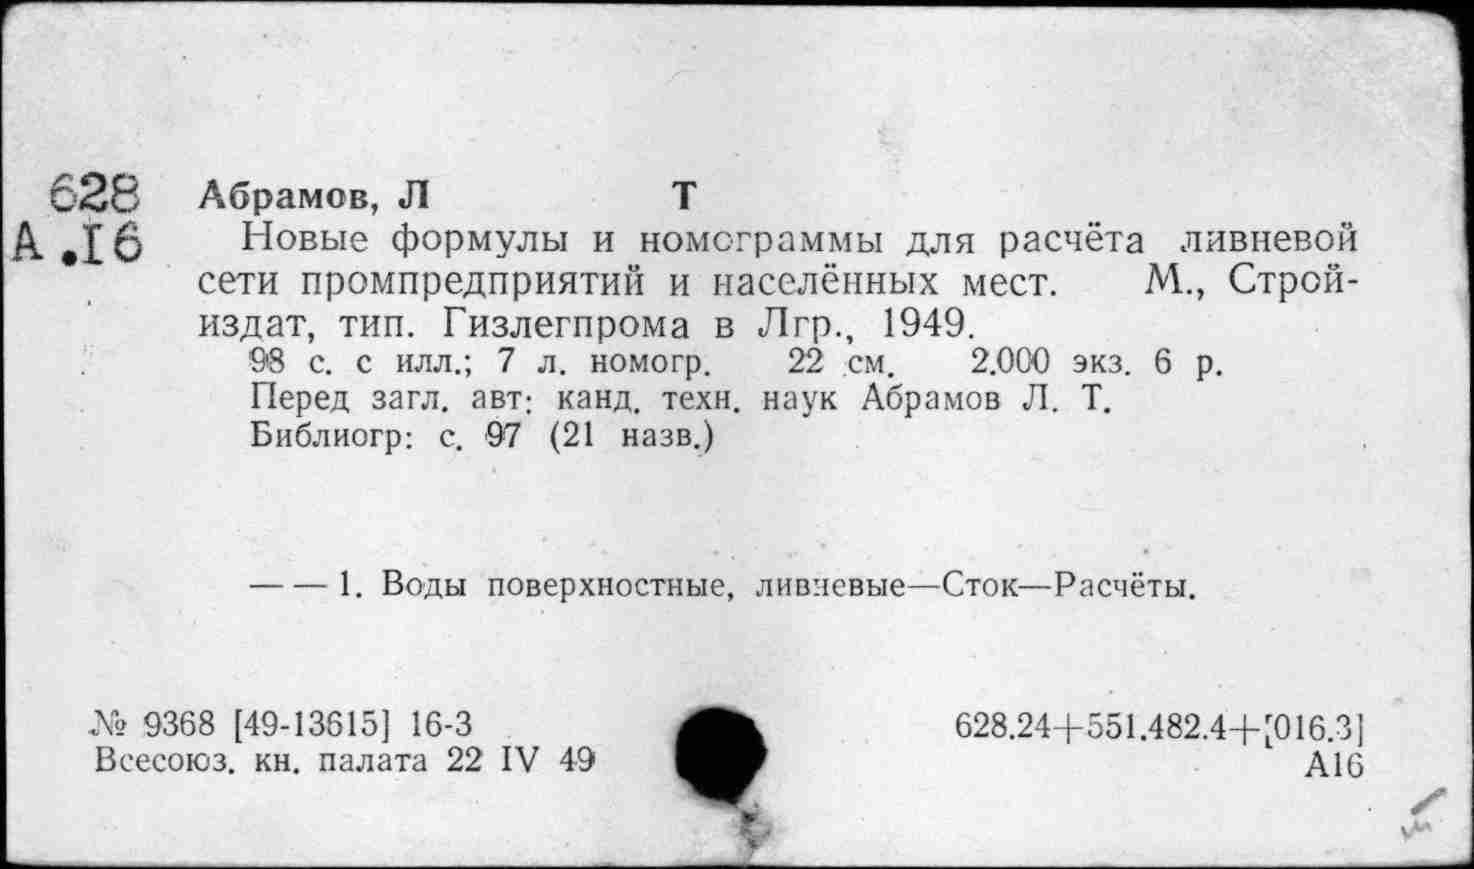 628 Абрамов, Л Т
А.I6 Новые формулы и номограммы для расчёта ливневой
сети промпредприятий и населённых мест. М., Строй-
издат, тип. Гизлегпрома в Лгр., 1949.
98 с. с илл.; 7 л. номогр. 22 см. 2.000 экз. 6 р.
Перед загл. авт: канд. техн. наук Абрамов Л. Т.
Библиогр: с. 97 (21 назв.)
— — 1. Воды поверхностные, ливневые—Сток—Расчёты.
№ 9368 [49-13615] 16-3 628.24+551.482.4+[016.3]
Всесоюз. кн. палата 22 IV 49 А16